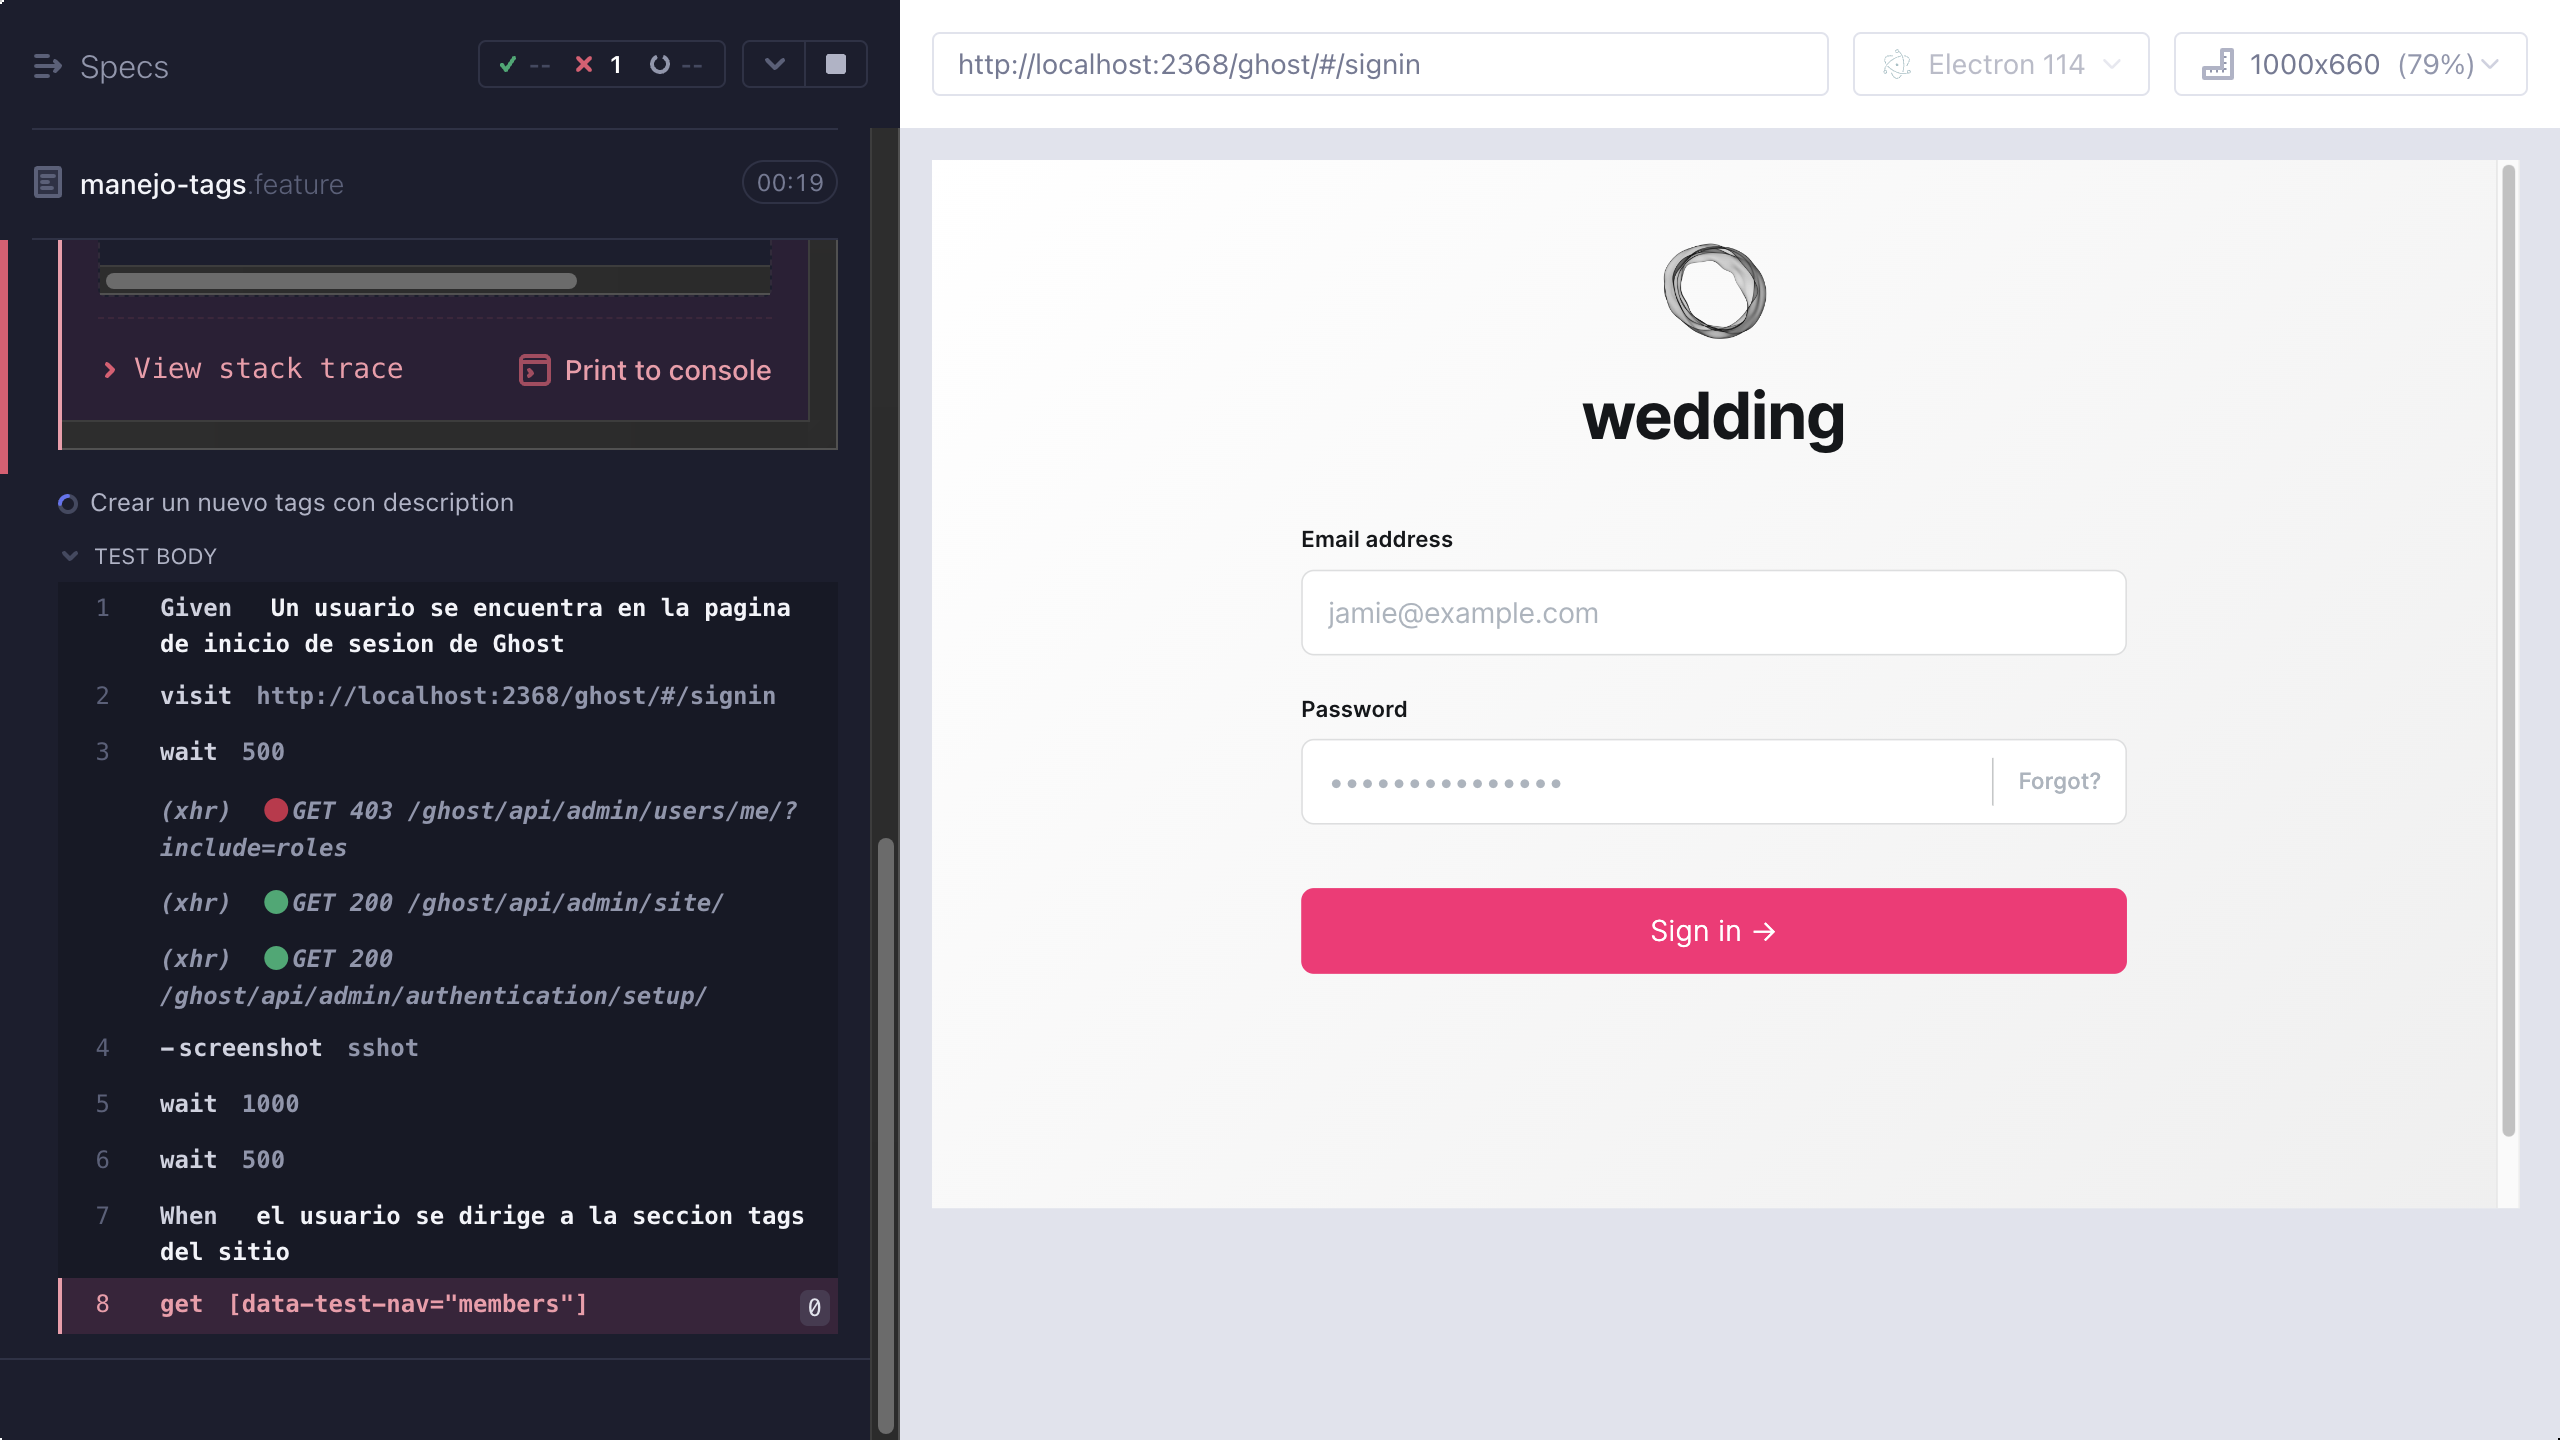 Specs
-- 1 --
manejo-tags.feature
00:19
View stack trace
Print to console
Crear un nuevo tags con description
TEST BODY
1 Given Un usuario se encuentra en la pagina
de inicio de sesion de Ghost
2 visit http://localhost:2368/ghost/#/signin
3 wait 500
(xhr) GET 403 /ghost/api/admin/users/me/?
include=roles
(xhr) GET 200 /ghost/api/admin/site/
(xhr) GET 200
/ghost/api/admin/authentication/setup/
4 -screenshot sshot
5 wait 1000
6 wait 500
7 When el usuario se dirige a la seccion tags
del sitio
8 get [data-test-nav="members"] 0
http://localhost:2368/ghost/#/signin
Electron 114
1000x660 (79%)
wedding
Email address
jamie@example.com
Password
•••••••••••••••
Forgot?
Sign in →